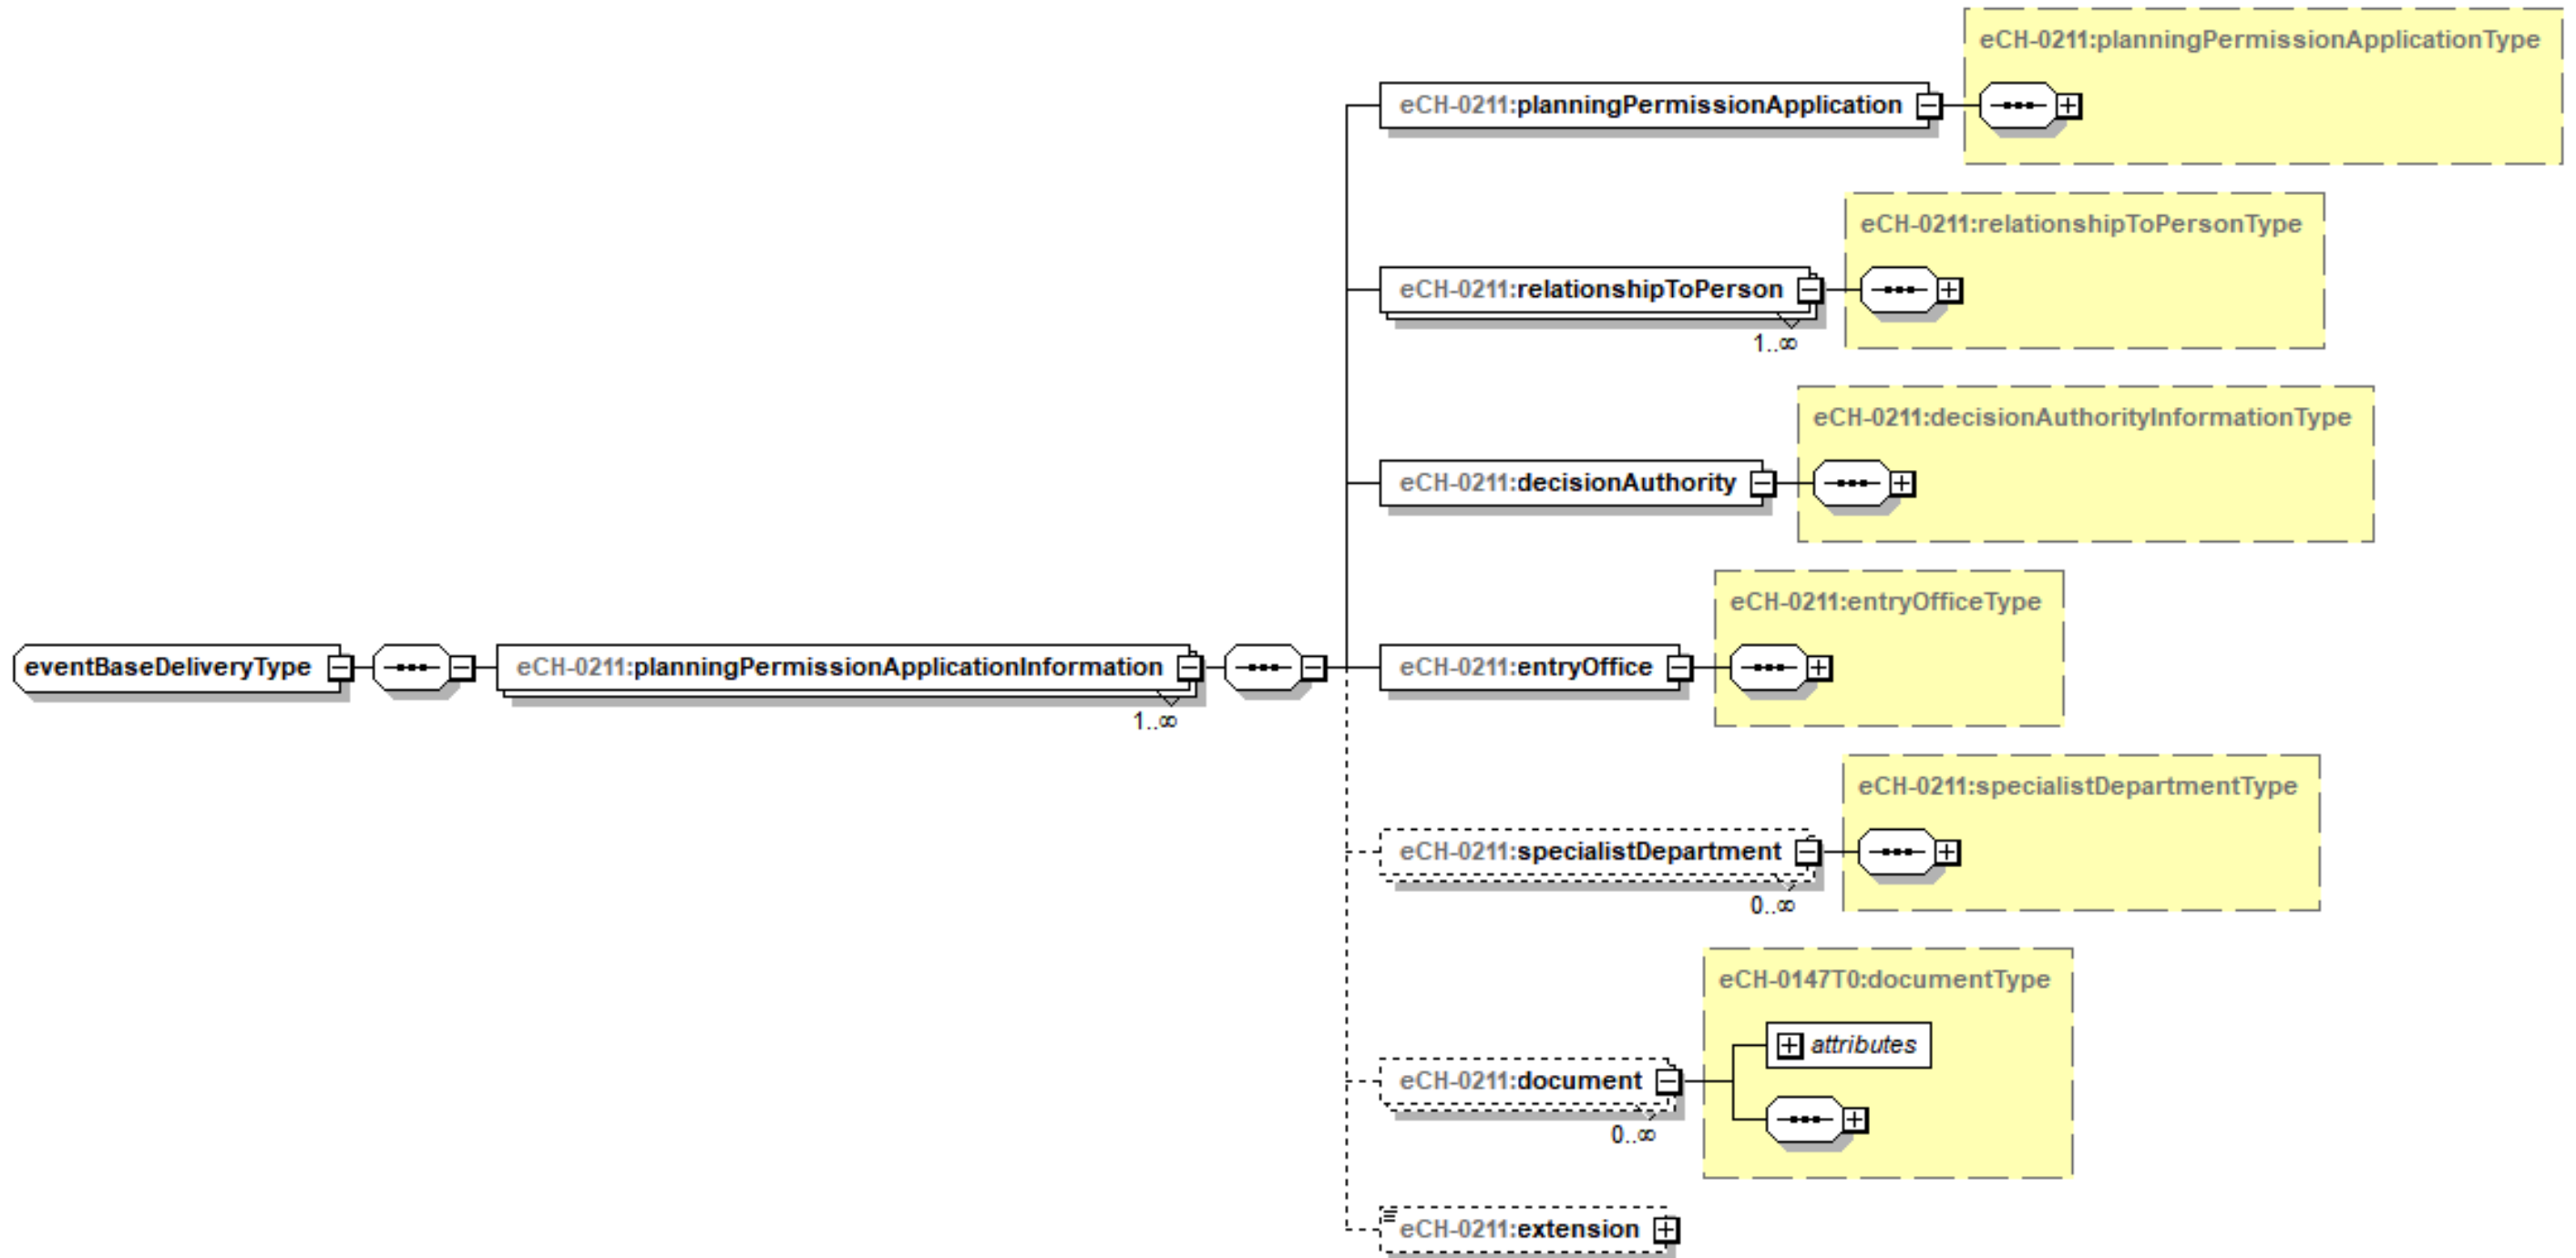 eCH-0211:planningPermissionApplicationType
eCH-0211:planningPermissionApplication
eCH-0211:relationshipToPersonType
eCH-0211:relationshipToPerson
1..∞
eCH-0211:decisionAuthorityInformationType
eCH-0211:decisionAuthority
eCH-0211:entryOfficeType
eventBaseDeliveryType
eCH-0211:planningPermissionApplicationInformation
1..∞
eCH-0211:entryOffice
eCH-0211:specialistDepartmentType
eCH-0211:specialistDepartment
0..∞
eCH-0147T0:documentType
attributes
eCH-0211:document
0..∞
eCH-0211:extension